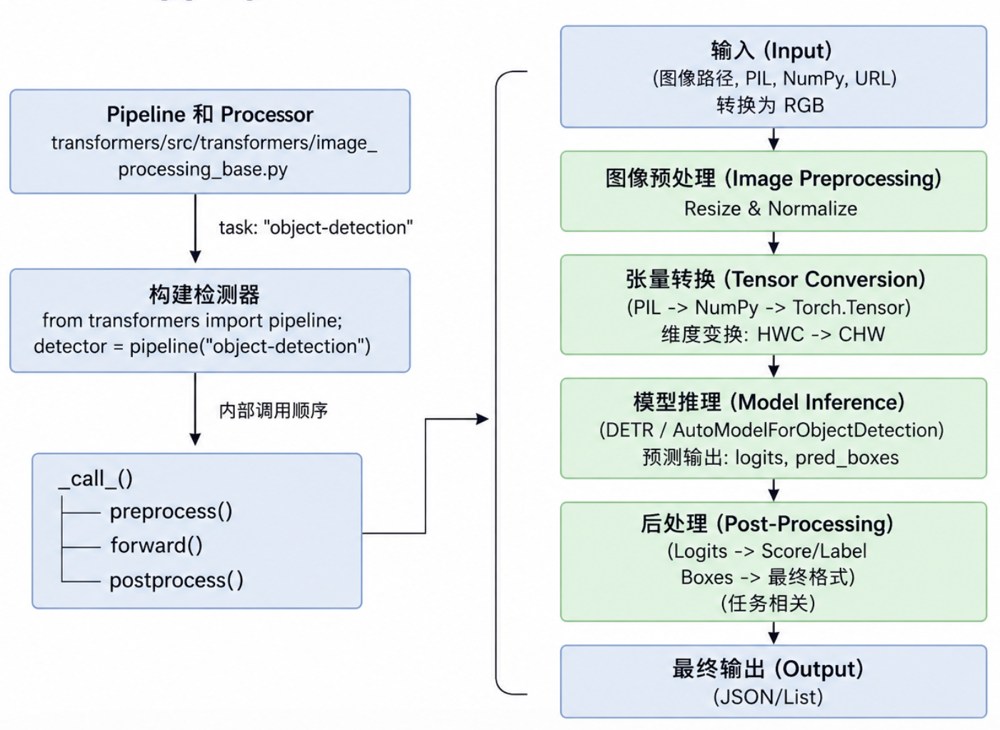 Pipeline 和 Processor
transformers/src/transformers/image_
processing_base.py
task: "object-detection"
构建检测器
from transformers import pipeline;
detector = pipeline("object-detection")
内部调用顺序
_call_()
preprocess()
forward()
postprocess()
输入 (Input)
(图像路径, PIL, NumPy, URL)
转换为 RGB
图像预处理 (Image Preprocessing)
Resize & Normalize
张量转换 (Tensor Conversion)
(PIL -> NumPy -> Torch.Tensor)
维度变换: HWC -> CHW
模型推理 (Model Inference)
(DETR / AutoModelForObjectDetection)
预测输出: logits, pred_boxes
后处理 (Post-Processing)
(Logits -> Score/Label
Boxes -> 最终格式)
(任务相关)
最终输出 (Output)
(JSON/List)